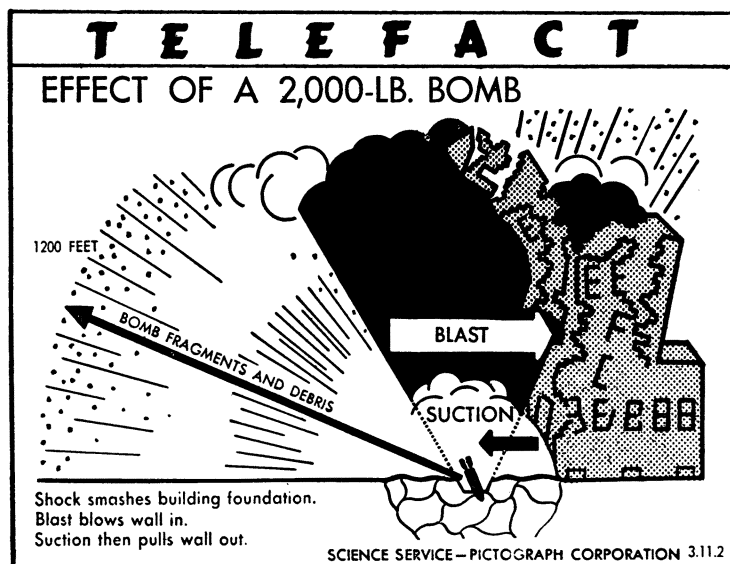 TELEFACT
EFFECT OF A 2,000-LB. BOMB
1200 FEET
BOMB FRAGMENTS AND DEBRIS
BLAST
SUCTION
Shock smashes building foundation.
Blast blows wall in.
Suction then pulls wall out.
SCIENCE SERVICE — PICTOGRAPH CORPORATION 3.11.2